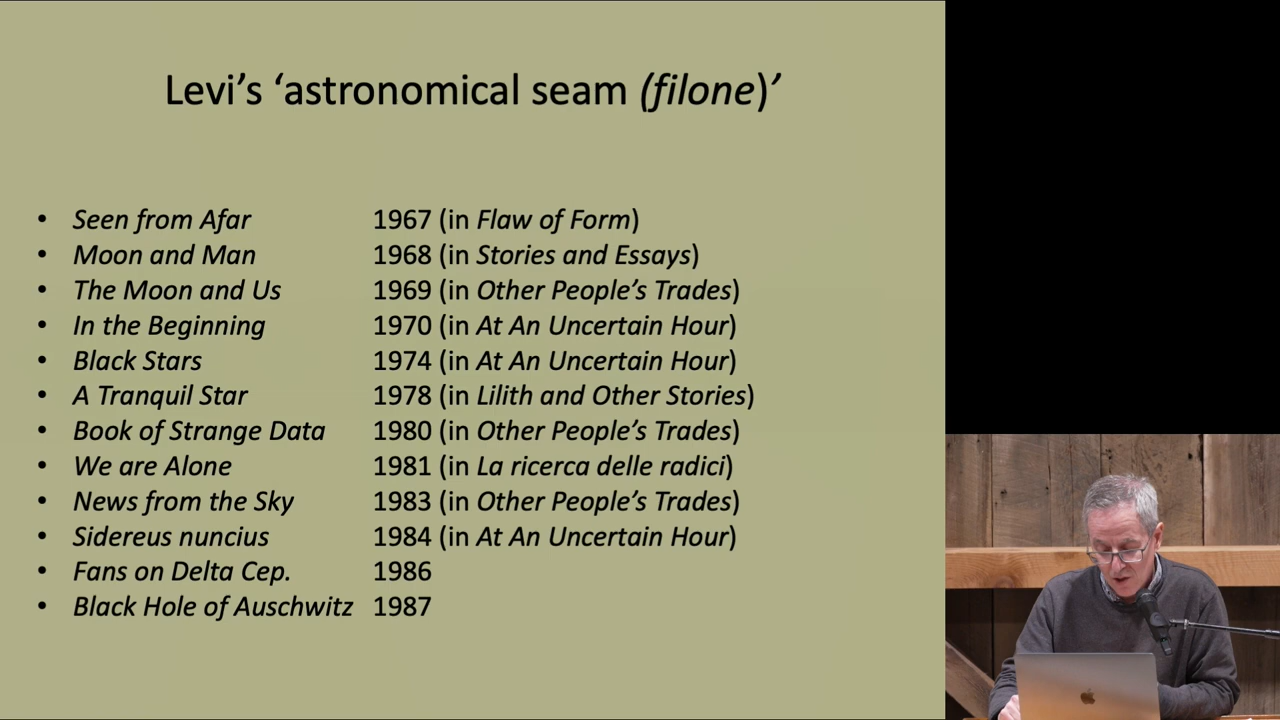 Levi's 'astronomical seam (filone)'
• Seen from Afar 1967 (in Flaw of Form)
• Moon and Man 1968 (in Stories and Essays)
• The Moon and Us 1969 (in Other People's Trades)
• In the Beginning 1970 (in At An Uncertain Hour)
• Black Stars 1974 (in At An Uncertain Hour)
• A Tranquil Star 1978 (in Lilith and Other Stories)
• Book of Strange Data 1980 (in Other People's Trades)
• We are Alone 1981 (in La ricerca delle radici)
• News from the Sky 1983 (in Other People's Trades)
• Sidereus nuncius 1984 (in At An Uncertain Hour)
• Fans on Delta Cep. 1986
• Black Hole of Auschwitz 1987